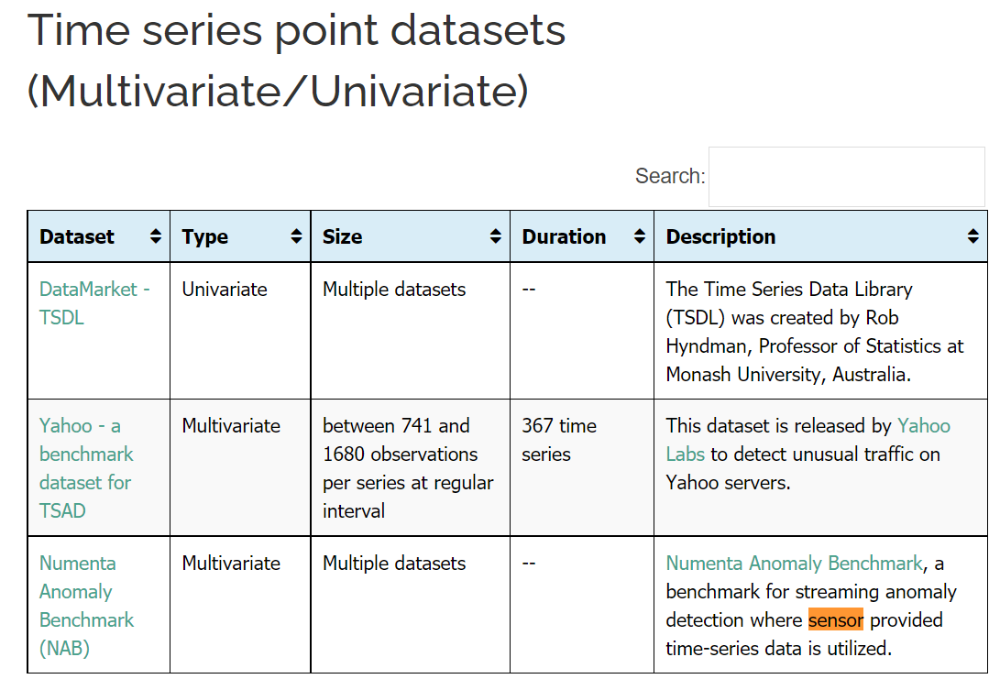 Time series point datasets
(Multivariate/Univariate)
Search:
Dataset Type Size Duration Description
DataMarket -
TSDL
Univariate
Multiple datasets
--
The Time Series Data Library
(TSDL) was created by Rob
Hyndman, Professor of Statistics at
Monash University, Australia.
Yahoo - a
benchmark
dataset for
TSAD
Multivariate
between 741 and
1680 observations
per series at regular
interval
367 time
series
This dataset is released by Yahoo
Labs to detect unusual traffic on
Yahoo servers.
Numenta
Anomaly
Benchmark
(NAB)
Multivariate
Multiple datasets
--
Numenta Anomaly Benchmark, a
benchmark for streaming anomaly
detection where sensor provided
time-series data is utilized.